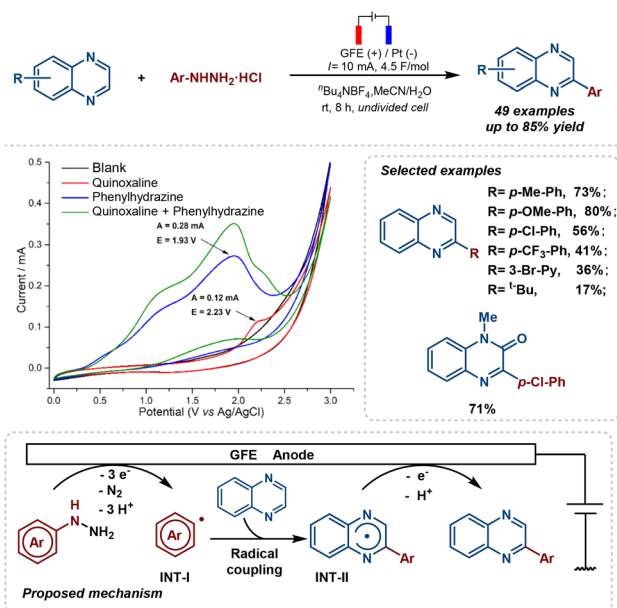 GFE (+) / Pt (-)
I= 10 mA, 4.5 F/mol
R
N
N
+
Ar-NHNH₂·HCl
ⁿBu₄NBF₄,MeCN/H₂O
rt, 8 h, undivided cell
R
N
N
Ar
49 examples
up to 85% yield
Blank
Quinoxaline
Phenylhydrazine
Quinoxaline + Phenylhydrazine
A = 0.28 mA
E = 1.93 V
A = 0.12 mA
E = 2.23 V
Current / mA
0.5
0.4
0.3
0.2
0.1
0.0
0.0 0.5 1.0 1.5 2.0 2.5 3.0
Potential (V vs Ag/AgCl)
Selected examples
N
N
R
R= p-Me-Ph, 73%;
R= p-OMe-Ph, 80%;
R= p-Cl-Ph, 56%;
R= p-CF₃-Ph, 41%;
R= 3-Br-Py, 36%;
R= ᵗ-Bu, 17%;
Me
N
O
N
p-Cl-Ph
71%
GFE Anode
- 3 e⁻
- N₂
- 3 H⁺
- e⁻
- H⁺
Ar
H
N
NH₂
Ar
INT-I
N
N
Radical
coupling
N
N
Ar
INT-II
N
N
Ar
Proposed mechanism